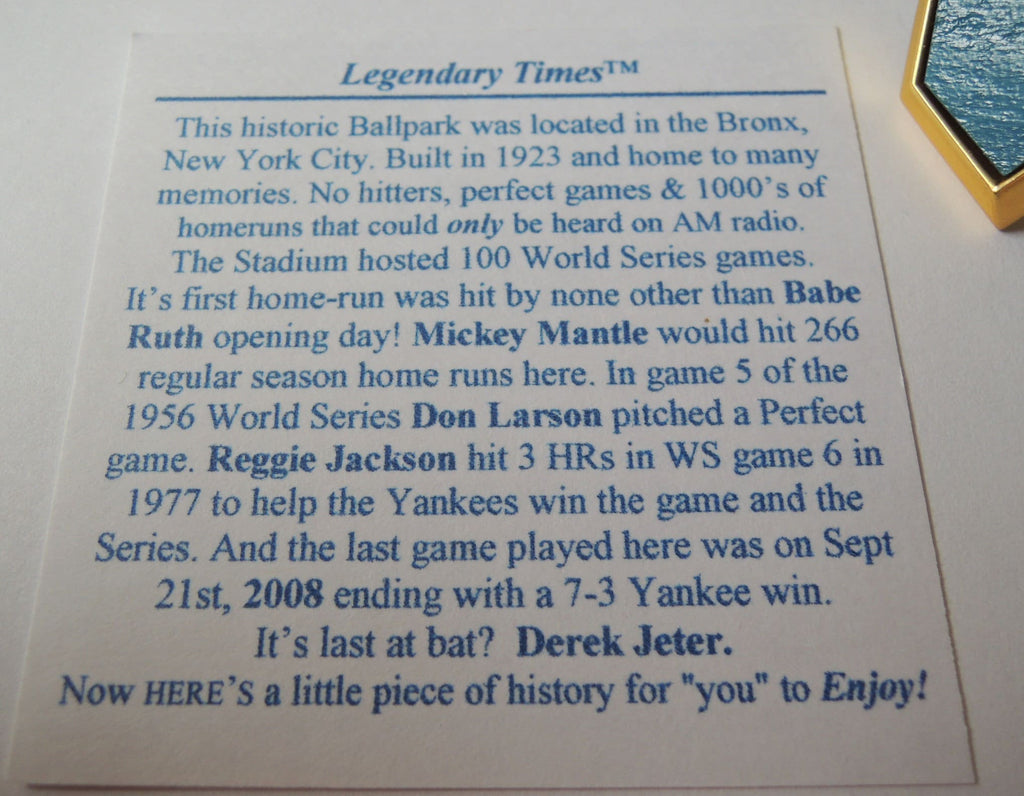 Legendary Times™
This historic Ballpark was located in the Bronx,
New York City. Built in 1923 and home to many
memories. No hitters, perfect games & 1000's of
homeruns that could only be heard on AM radio.
The Stadium hosted 100 World Series games.
It's first home-run was hit by none other than Babe
Ruth opening day! Mickey Mantle would hit 266
regular season home runs here. In game 5 of the
1956 World Series Don Larson pitched a Perfect
game. Reggie Jackson hit 3 HRs in WS game 6 in
1977 to help the Yankees win the game and the
Series. And the last game played here was on Sept
21st, 2008 ending with a 7-3 Yankee win.
It's last at bat? Derek Jeter.
Now HERE'S a little piece of history for "you" to Enjoy!